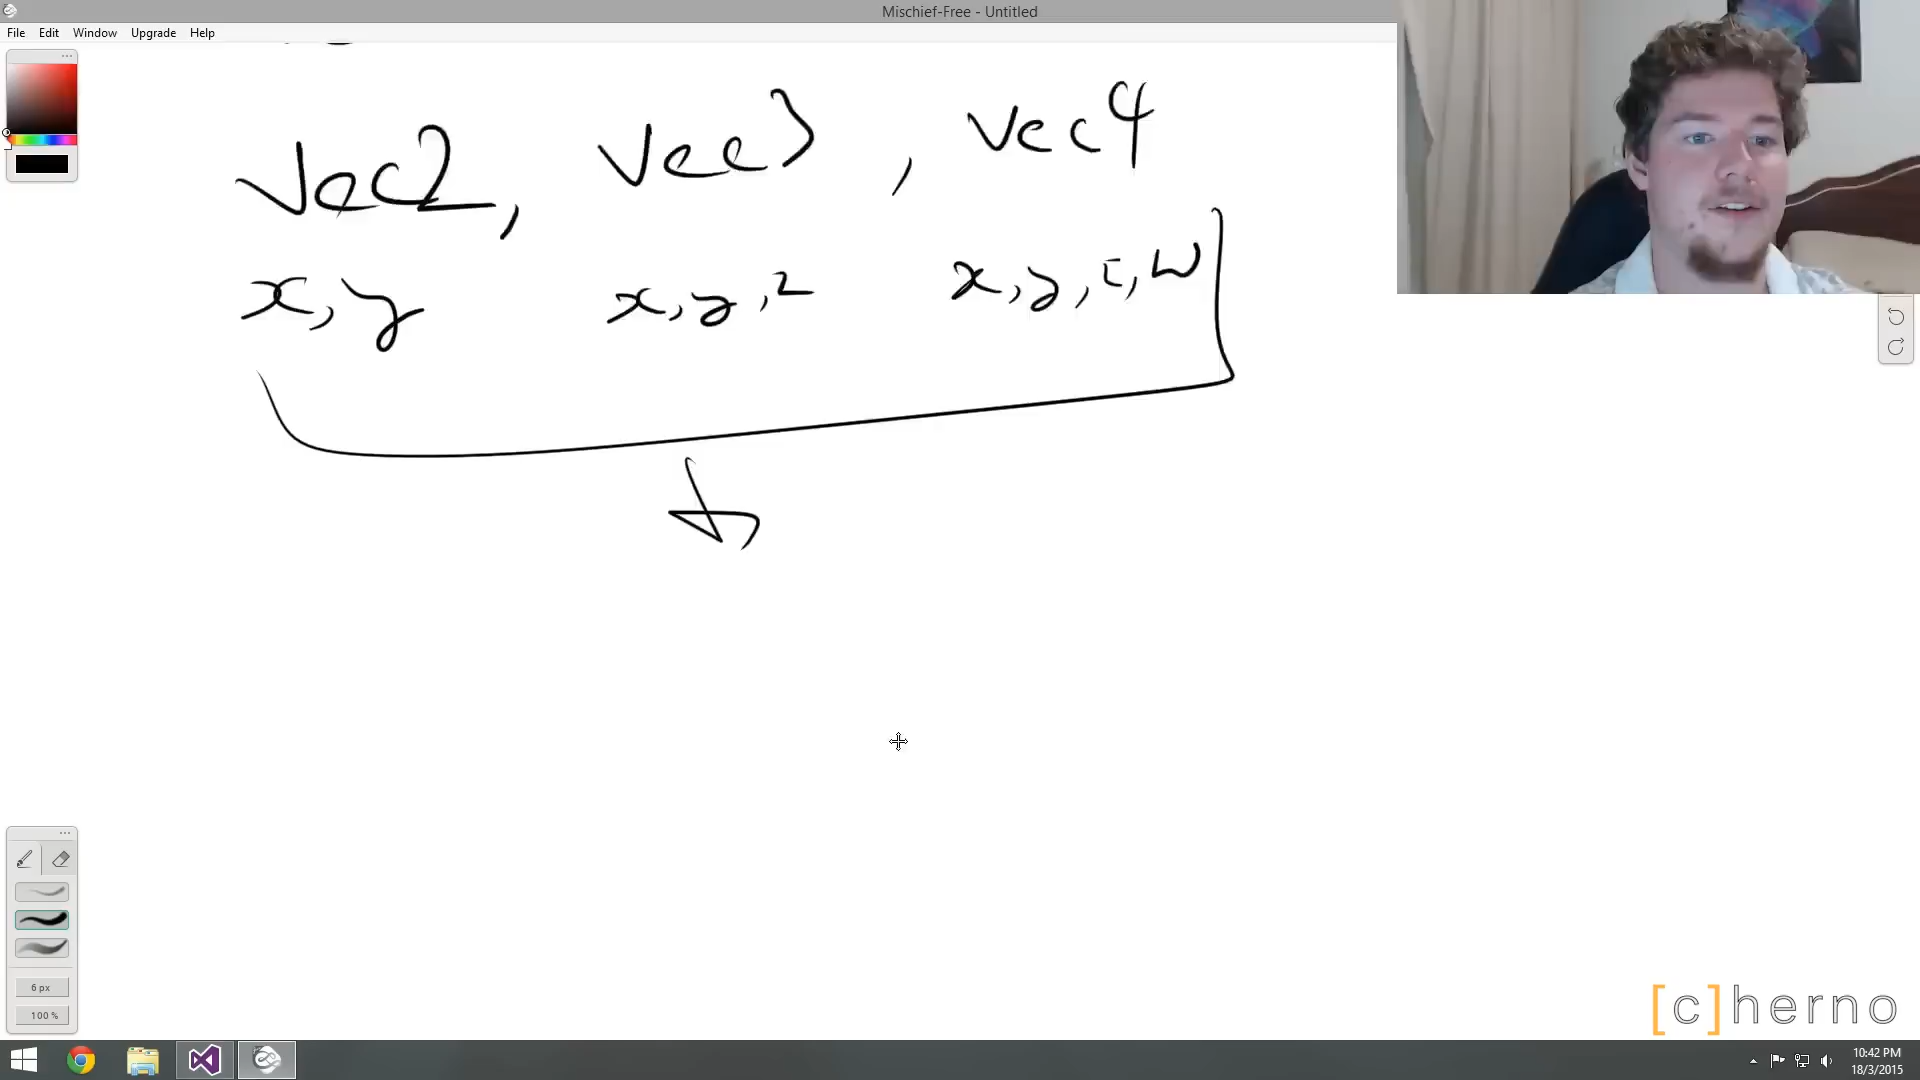 Mischief-Free - Untitled
File Edit Window Upgrade Help
vec2, vec3, vec4
x, y x, y, z x, y, z, w
6 px
100 %
[c]herno
10:42 PM
18/3/2015